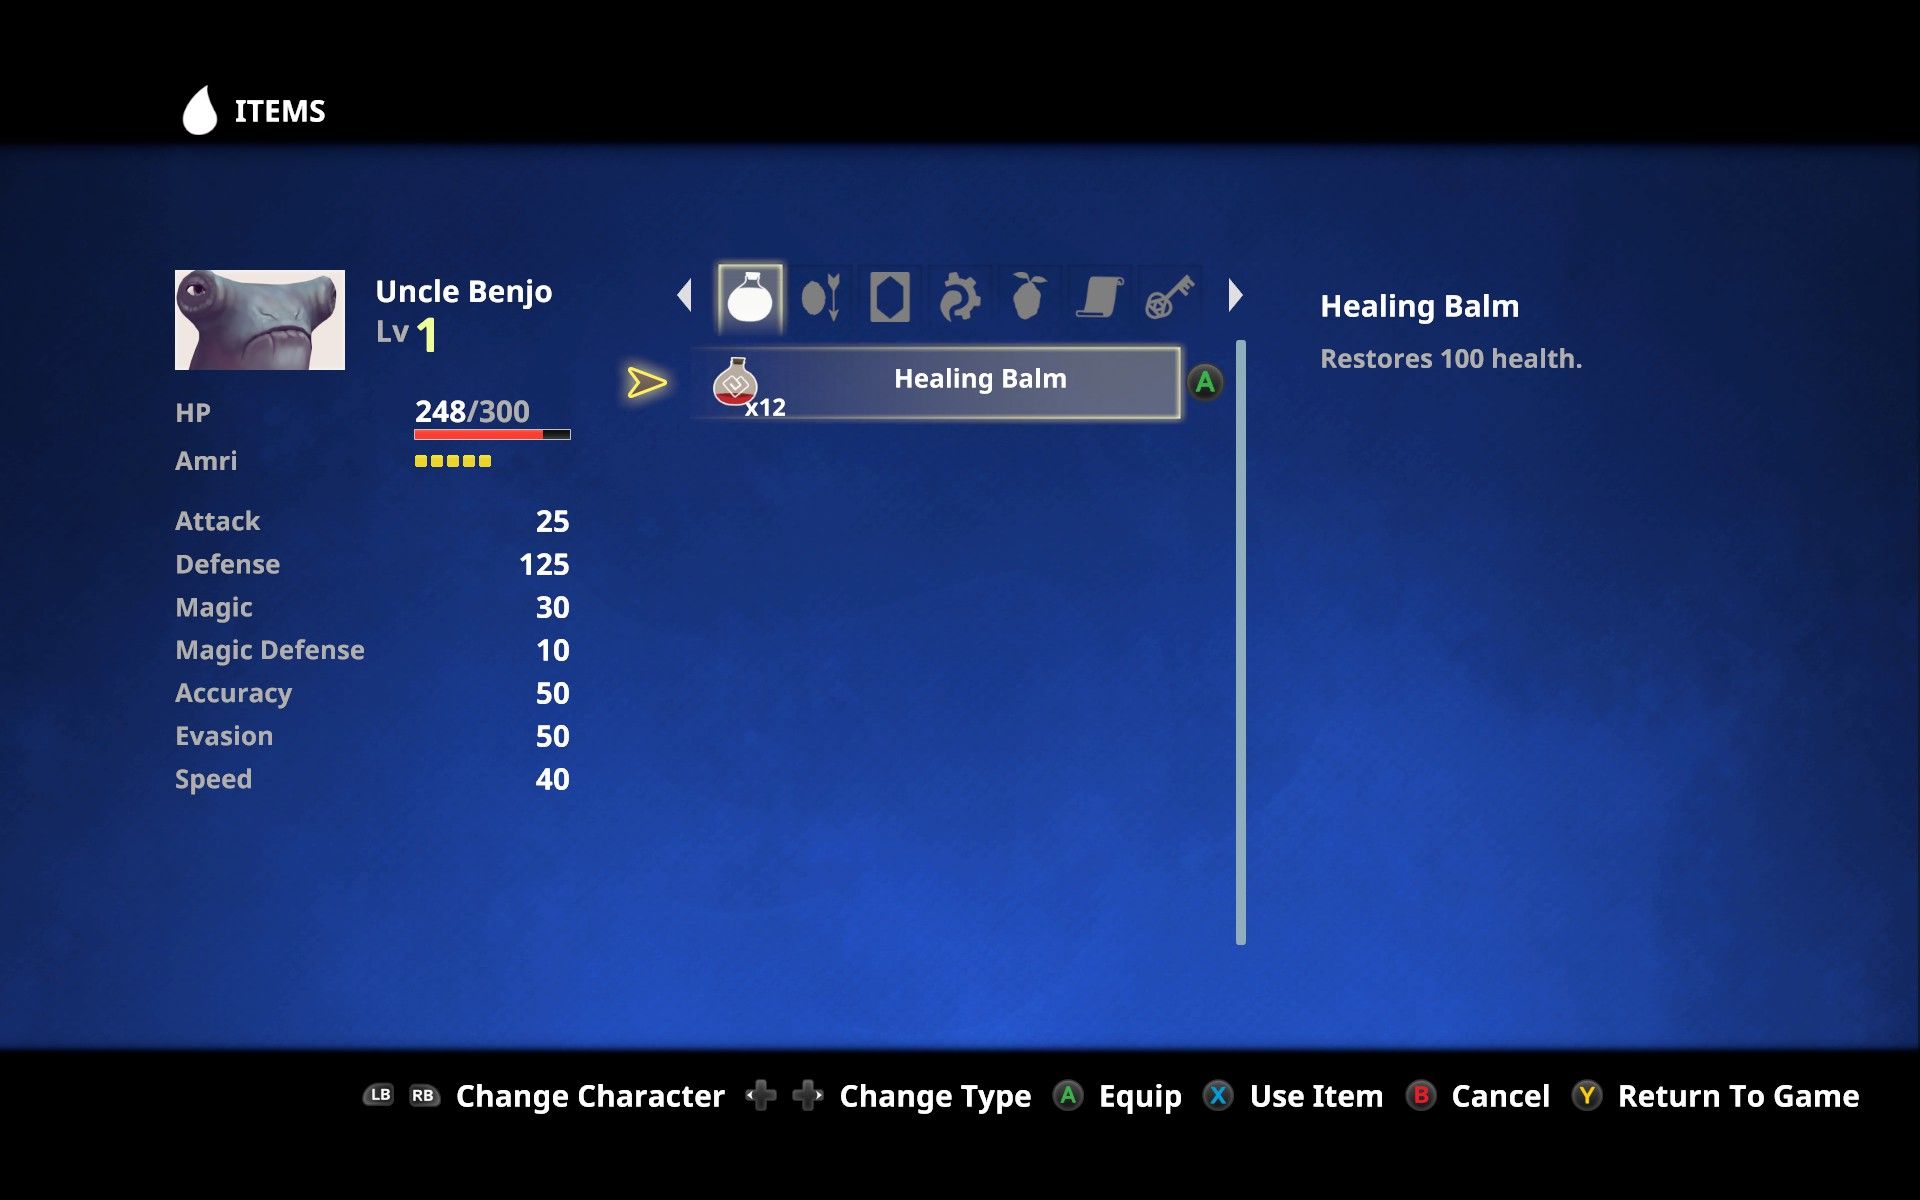 ITEMS
Uncle Benjo
Lv 1
HP 248/300
Amri
Attack 25
Defense 125
Magic 30
Magic Defense 10
Accuracy 50
Evasion 50
Speed 40
Healing Balm
x12
A
Healing Balm
Restores 100 health.
LB RB Change Character Change Type A Equip X Use Item B Cancel Y Return To Game